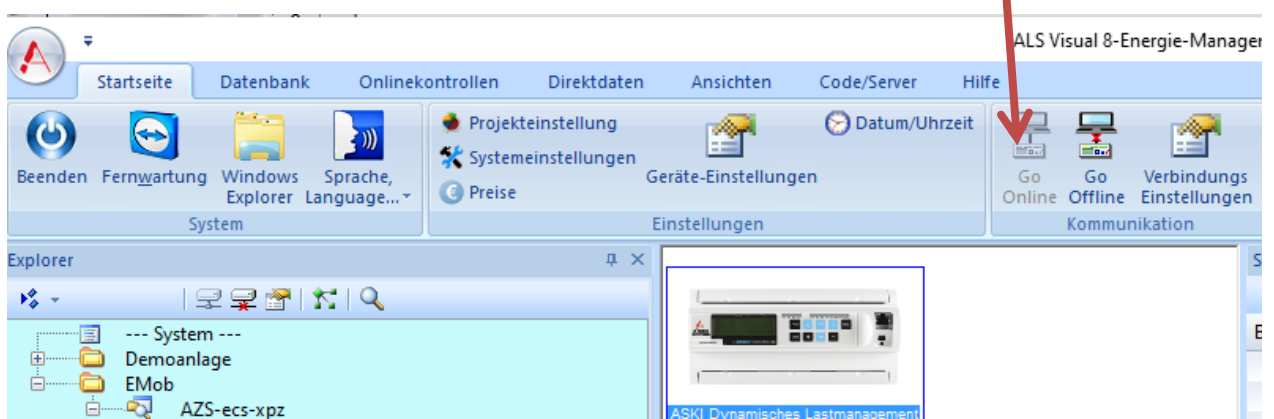 ALS Visual 8-Energie-Manager
Startseite Datenbank Onlinekontrollen Direktdaten Ansichten Code/Server Hilfe
Beenden
Fernwartung
Windows
Explorer
Sprache,
Language...
System
Projekteinstellung
Systemeinstellungen
Preise
Geräte-Einstellungen
Datum/Uhrzeit
Einstellungen
Go
Online
Go
Offline
Verbindungs
Einstellungen
Kommunikation
Explorer
--- System ---
Demoanlage
EMob
AZS-ecs-xpz
ASKI Dynamisches Lastmanagement